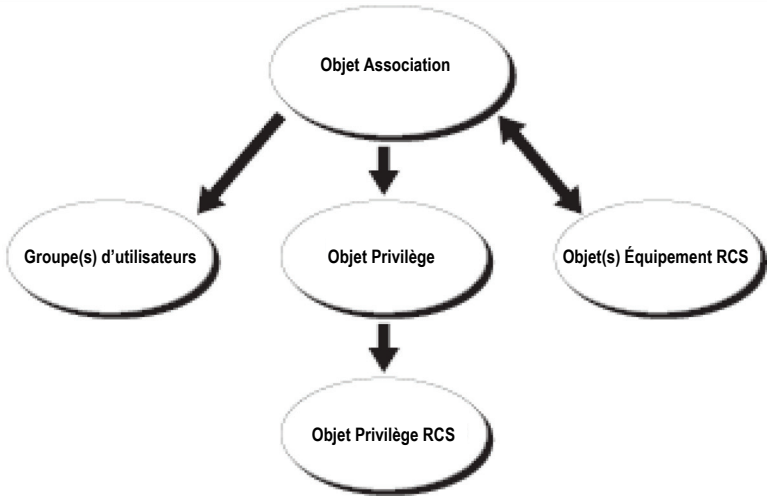 Objet Association
Groupe(s) d'utilisateurs
Objet Privilège
Objet(s) Équipement RCS
Objet Privilège RCS